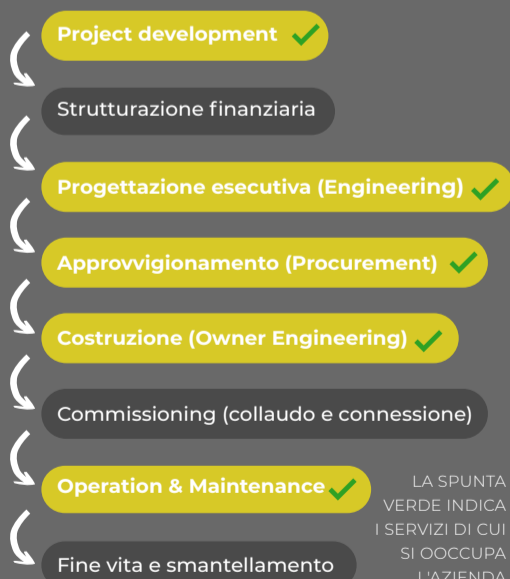 Project development
Strutturazione finanziaria
Progettazione esecutiva (Engineering)
Approvvigionamento (Procurement)
Costruzione (Owner Engineering)
Commissioning (collaudo e connessione)
Operation & Maintenance
Fine vita e smantellamento
LA SPUNTA
VERDE INDICA
I SERVIZI DI CUI
SI OOCCUPA
L'AZIENDA